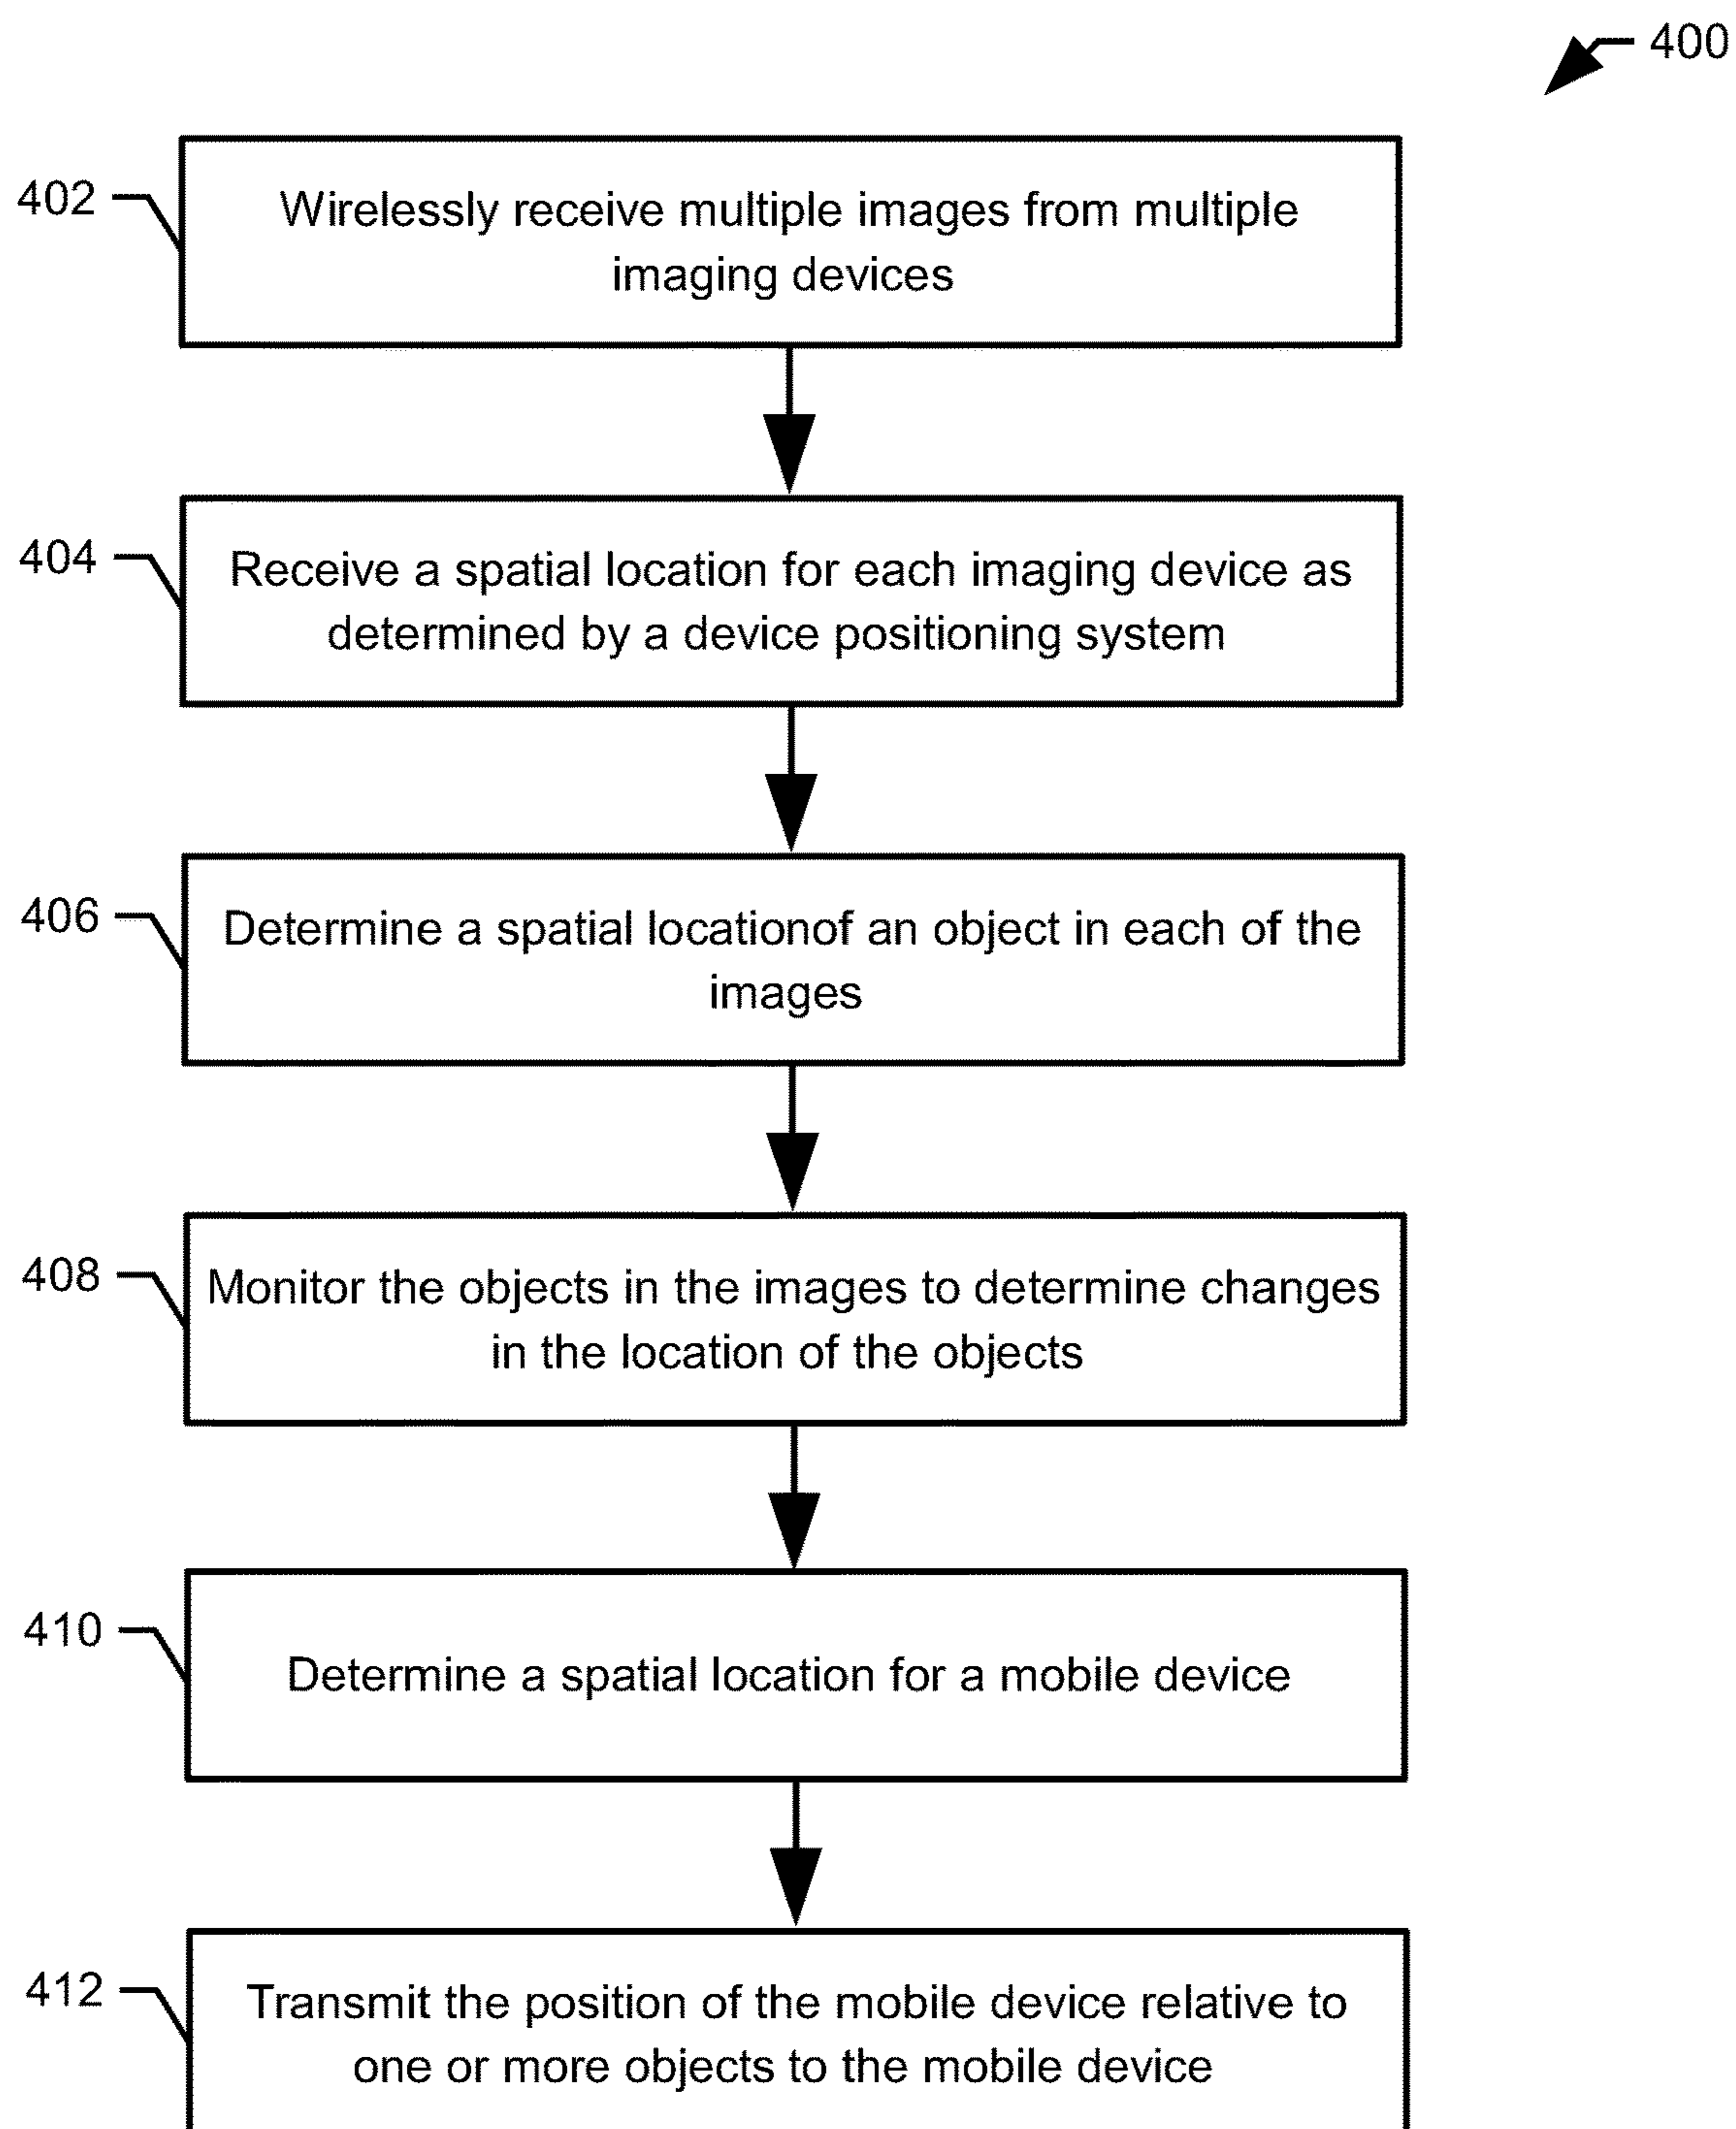 400
402
Wirelessly receive multiple images from multiple
imaging devices
404
Receive a spatial location for each imaging device as
determined by a device positioning system
406
Determine a spatial locationof an object in each of the
images
408
Monitor the objects in the images to determine changes
in the location of the objects
410
Determine a spatial location for a mobile device
412
Transmit the position of the mobile device relative to
one or more objects to the mobile device